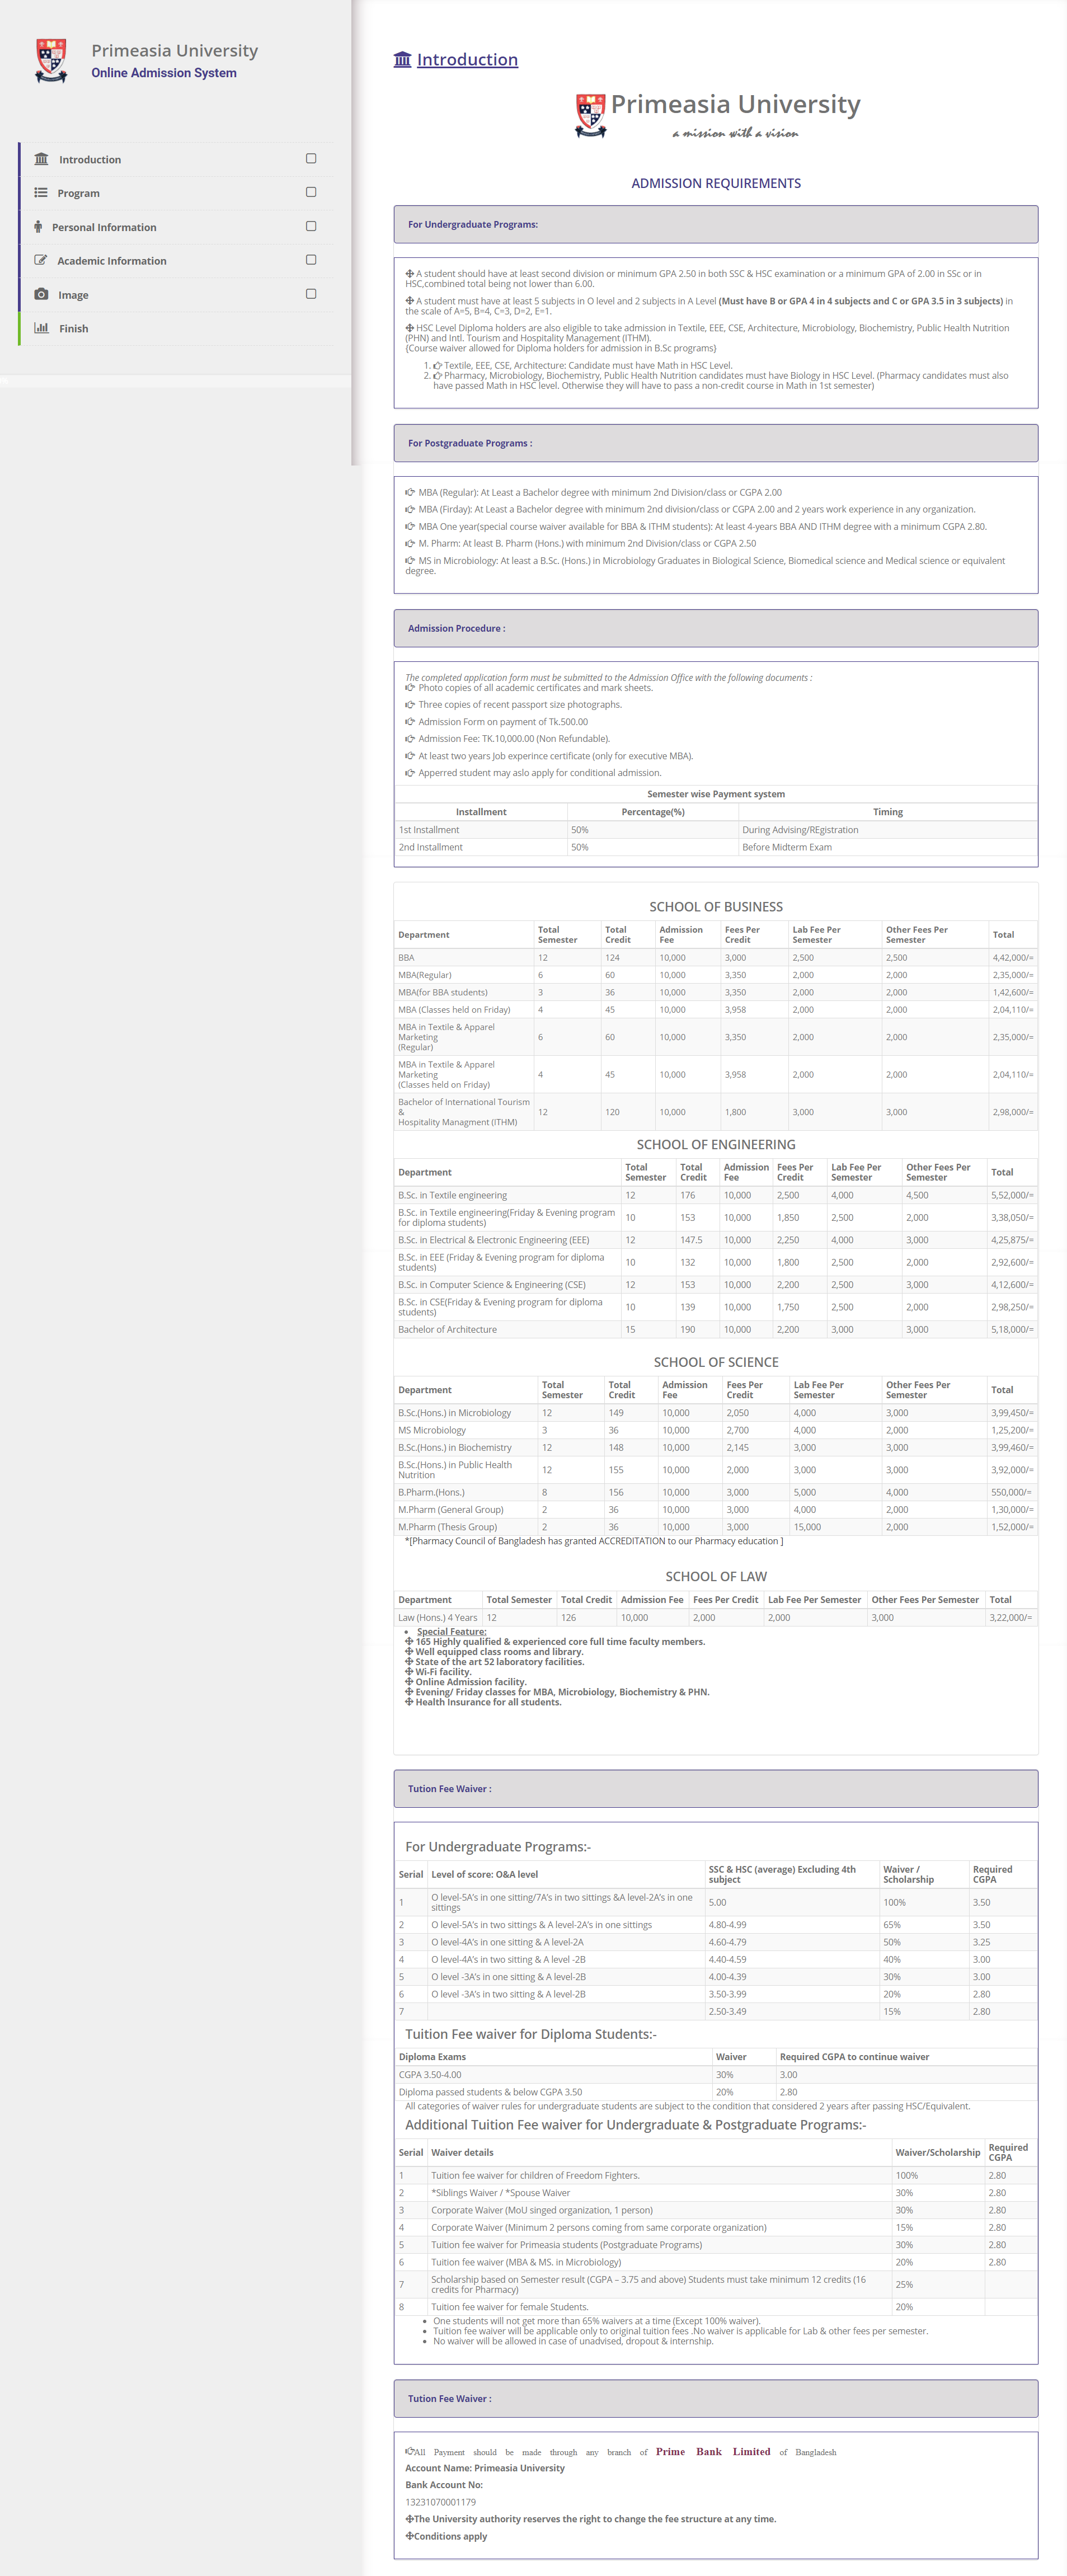 Primeasia University
Online Admission System
Introduction
Program
Personal Information
Academic Information
Image
Finish
Introduction
Primeasia University
a mission with a vision
ADMISSION REQUIREMENTS
For Undergraduate Programs:
A student should have at least second division or minimum GPA 2.50 in both SSC & HSC examination or a minimum GPA of 2.00 in SSc or in
HSC,combined total being not lower than 6.00.
A student must have at least 5 subjects in O level and 2 subjects in A Level (Must have B or GPA 4 in 4 subjects and C or GPA 3.5 in 3 subjects) in
the scale of A=5, B=4, C=3, D=2, E=1.
HSC Level Diploma holders are also eligible to take admission in Textile, EEE, CSE, Architecture, Microbiology, Biochemistry, Public Health Nutrition
(PHN) and Intl. Tourism and Hospitality Management (ITHM).
{Course waiver allowed for Diploma holders for admission in B.Sc programs}
1. Textile, EEE, CSE, Architecture: Candidate must have Math in HSC Level.
2. Pharmacy, Microbiology, Biochemistry, Public Health Nutrition candidates must have Biology in HSC Level. (Pharmacy candidates must also
have passed Math in HSC level. Otherwise they will have to pass a non-credit course in Math in 1st semester)
For Postgraduate Programs :
MBA (Regular): At Least a Bachelor degree with minimum 2nd Division/class or CGPA 2.00
MBA (Firday): At Least a Bachelor degree with minimum 2nd division/class or CGPA 2.00 and 2 years work experience in any organization.
MBA One year(special course waiver available for BBA & ITHM students): At least 4-years BBA AND ITHM degree with a minimum CGPA 2.80.
M. Pharm: At least B. Pharm (Hons.) with minimum 2nd Division/class or CGPA 2.50
MS in Microbiology: At least a B.Sc. (Hons.) in Microbiology Graduates in Biological Science, Biomedical science and Medical science or equivalent
degree.
Admission Procedure :
The completed application form must be submitted to the Admission Office with the following documents :
Photo copies of all academic certificates and mark sheets.
Three copies of recent passport size photographs.
Admission Form on payment of Tk.500.00
Admission Fee: TK.10,000.00 (Non Refundable).
At least two years Job experince certificate (only for executive MBA).
Apperred student may aslo apply for conditional admission.
Semester wise Payment system
Installment Percentage(%) Timing
1st Installment 50% During Advising/REgistration
2nd Installment 50% Before Midterm Exam
SCHOOL OF BUSINESS
Department Total Semester Total Credit Admission Fee Fees Per Credit Lab Fee Per Semester Other Fees Per Semester Total
BBA 12 124 10,000 3,000 2,500 2,500 4,42,000/=
MBA(Regular) 6 60 10,000 3,350 2,000 2,000 2,35,000/=
MBA(for BBA students) 3 36 10,000 3,350 2,000 2,000 1,42,600/=
MBA (Classes held on Friday) 4 45 10,000 3,958 2,000 2,000 2,04,110/=
MBA in Textile & Apparel Marketing (Regular) 6 60 10,000 3,350 2,000 2,000 2,35,000/=
MBA in Textile & Apparel Marketing (Classes held on Friday) 4 45 10,000 3,958 2,000 2,000 2,04,110/=
Bachelor of International Tourism & Hospitality Managment (ITHM) 12 120 10,000 1,800 3,000 3,000 2,98,000/=
SCHOOL OF ENGINEERING
Department Total Semester Total Credit Admission Fee Fees Per Credit Lab Fee Per Semester Other Fees Per Semester Total
B.Sc. in Textile engineering 12 176 10,000 2,500 4,000 4,500 5,52,000/=
B.Sc. in Textile engineering(Friday & Evening program for diploma students) 10 153 10,000 1,850 2,500 2,000 3,38,050/=
B.Sc. in Electrical & Electronic Engineering (EEE) 12 147.5 10,000 2,250 4,000 3,000 4,25,875/=
B.Sc. in EEE (Friday & Evening program for diploma students) 10 132 10,000 1,800 2,500 2,000 2,92,600/=
B.Sc. in Computer Science & Engineering (CSE) 12 153 10,000 2,200 2,500 3,000 4,12,600/=
B.Sc. in CSE(Friday & Evening program for diploma students) 10 139 10,000 1,750 2,500 2,000 2,98,250/=
Bachelor of Architecture 15 190 10,000 2,200 3,000 3,000 5,18,000/=
SCHOOL OF SCIENCE
Department Total Semester Total Credit Admission Fee Fees Per Credit Lab Fee Per Semester Other Fees Per Semester Total
B.Sc.(Hons.) in Microbiology 12 149 10,000 2,050 4,000 3,000 3,99,450/=
MS Microbiology 3 36 10,000 2,700 4,000 2,000 1,25,200/=
B.Sc.(Hons.) in Biochemistry 12 148 10,000 2,145 3,000 3,000 3,99,460/=
B.Sc.(Hons.) in Public Health Nutrition 12 155 10,000 2,000 3,000 3,000 3,92,000/=
B.Pharm.(Hons.) 8 156 10,000 3,000 5,000 4,000 550,000/=
M.Pharm (General Group) 2 36 10,000 3,000 4,000 2,000 1,30,000/=
M.Pharm (Thesis Group) 2 36 10,000 3,000 15,000 2,000 1,52,000/=
*[Pharmacy Council of Bangladesh has granted ACCREDITATION to our Pharmacy education ]
SCHOOL OF LAW
Department Total Semester Total Credit Admission Fee Fees Per Credit Lab Fee Per Semester Other Fees Per Semester Total
Law (Hons.) 4 Years 12 126 10,000 2,000 2,000 3,000 3,22,000/=
• Special Feature:
165 Highly qualified & experienced core full time faculty members.
Well equipped class rooms and library.
State of the art 52 laboratory facilities.
Wi-Fi facility.
Online Admission facility.
Evening/ Friday classes for MBA, Microbiology, Biochemistry & PHN.
Health Insurance for all students.
Tution Fee Waiver :
For Undergraduate Programs:-
Serial Level of score: O&A level SSC & HSC (average) Excluding 4th subject Waiver / Scholarship Required CGPA
1 O level-5A's in one sitting/7A's in two sittings &A level-2A's in one sittings 5.00 100% 3.50
2 O level-5A's in two sittings & A level-2A's in one sittings 4.80-4.99 65% 3.50
3 O level-4A's in one sitting & A level-2A 4.60-4.79 50% 3.25
4 O level-4A's in two sitting & A level -2B 4.40-4.59 40% 3.00
5 O level -3A's in one sitting & A level-2B 4.00-4.39 30% 3.00
6 O level -3A's in two sitting & A level-2B 3.50-3.99 20% 2.80
7 2.50-3.49 15% 2.80
Tuition Fee waiver for Diploma Students:-
Diploma Exams Waiver Required CGPA to continue waiver
CGPA 3.50-4.00 30% 3.00
Diploma passed students & below CGPA 3.50 20% 2.80
All categories of waiver rules for undergraduate students are subject to the condition that considered 2 years after passing HSC/Equivalent.
Additional Tuition Fee waiver for Undergraduate & Postgraduate Programs:-
Serial Waiver details Waiver/Scholarship Required CGPA
1 Tuition fee waiver for children of Freedom Fighters. 100% 2.80
2 *Siblings Waiver / *Spouse Waiver 30% 2.80
3 Corporate Waiver (MoU singed organization, 1 person) 30% 2.80
4 Corporate Waiver (Minimum 2 persons coming from same corporate organization) 15% 2.80
5 Tuition fee waiver for Primeasia students (Postgraduate Programs) 30% 2.80
6 Tuition fee waiver (MBA & MS. in Microbiology) 20% 2.80
7 Scholarship based on Semester result (CGPA – 3.75 and above) Students must take minimum 12 credits (16 credits for Pharmacy) 25%
8 Tuition fee waiver for female Students. 20%
• One students will not get more than 65% waivers at a time (Except 100% waiver).
• Tuition fee waiver will be applicable only to original tuition fees .No waiver is applicable for Lab & other fees per semester.
• No waiver will be allowed in case of unadvised, dropout & internship.
Tution Fee Waiver :
All Payment should be made through any branch of Prime Bank Limited of Bangladesh
Account Name: Primeasia University
Bank Account No:
13231070001179
The University authority reserves the right to change the fee structure at any time.
Conditions apply